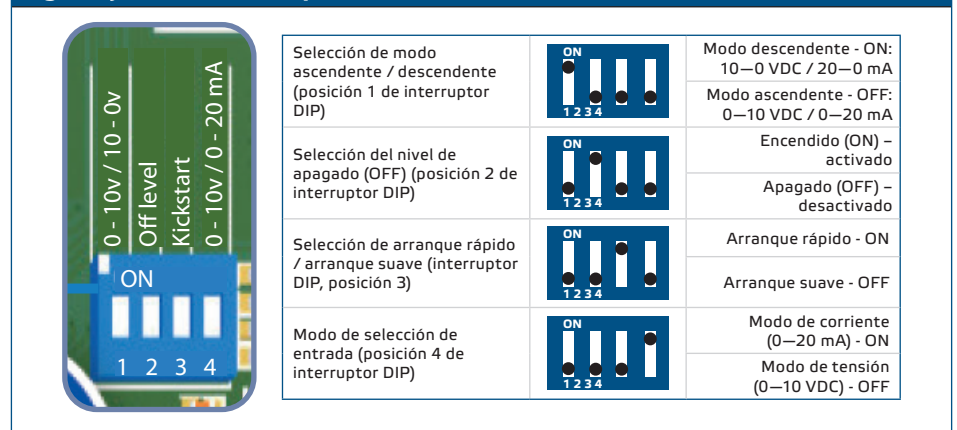 0 - 10v / 10 - 0v
Off level
Kickstart
0 - 10v / 0 - 20 mA
ON
1 2 3 4
Selección de modo
ascendente / descendente
(posición 1 de interruptor
DIP)
ON
1 2 3 4
Modo descendente - ON:
10—0 VDC / 20—0 mA
Modo ascendente - OFF:
0—10 VDC / 0—20 mA
Selección del nivel de
apagado (OFF) (posición 2 de
interruptor DIP)
ON
1 2 3 4
Encendido (ON) –
activado
Apagado (OFF) –
desactivado
Selección de arranque rápido
/ arranque suave (interruptor
DIP, posición 3)
ON
1 2 3 4
Arranque rápido - ON
Arranque suave - OFF
Modo de selección de
entrada (posición 4 de
interruptor DIP)
ON
1 2 3 4
Modo de corriente
(0—20 mA) - ON
Modo de tensión
(0—10 VDC) - OFF